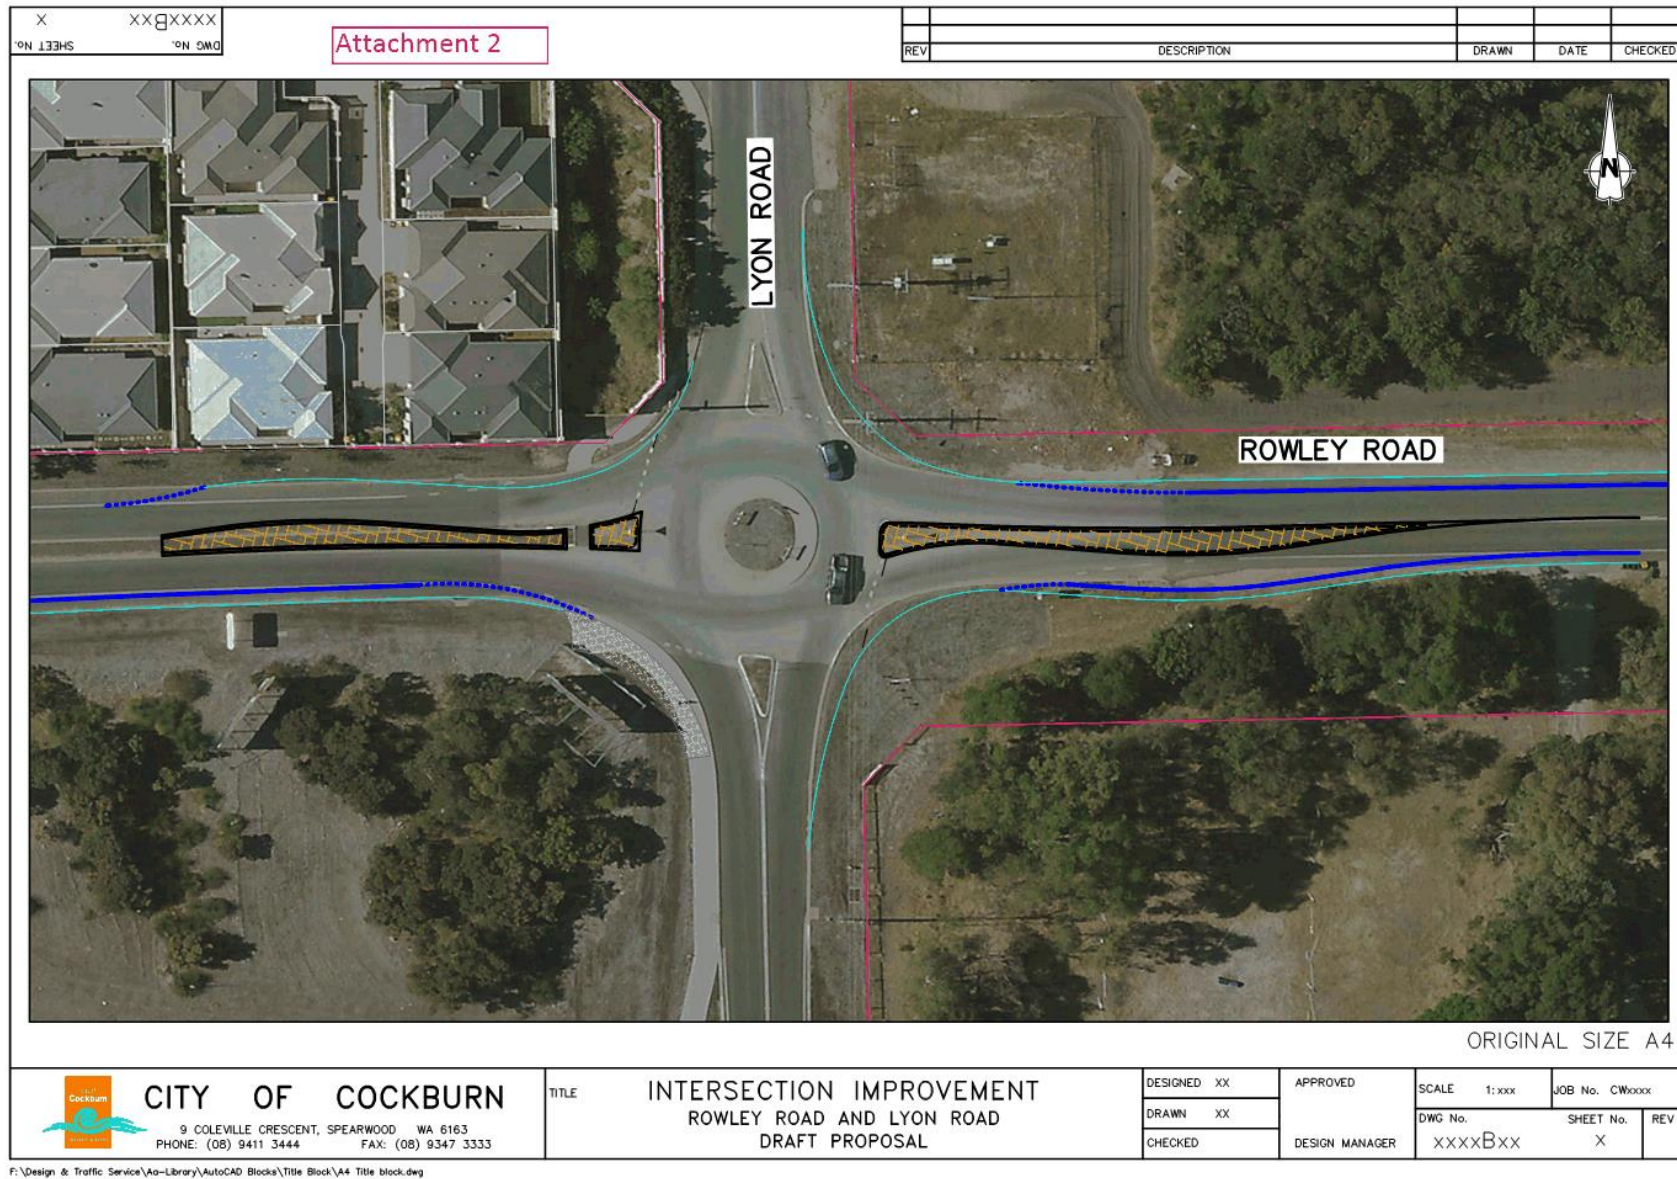 SHEET No.
DWG No.
X
XXXXBXX
Attachment 2
REV
DESCRIPTION
DRAWN
DATE
CHECKED
LYON ROAD
N
ROWLEY ROAD
ORIGINAL SIZE A4
Cockburn
CITY OF COCKBURN
9 COLEVILLE CRESCENT, SPEARWOOD WA 6163
PHONE: (08) 9411 3444 FAX: (08) 9347 3333
TITLE
INTERSECTION IMPROVEMENT
ROWLEY ROAD AND LYON ROAD
DRAFT PROPOSAL
DESIGNED XX
DRAWN XX
CHECKED
APPROVED
DESIGN MANAGER
SCALE 1:xxx
JOB No. CWxxxx
DWG No.
XXXXBXX
SHEET No.
X
REV
F:\Design & Traffic Service\Aa-Library\AutoCAD Blocks\Title Block\A4 Title block.dwg